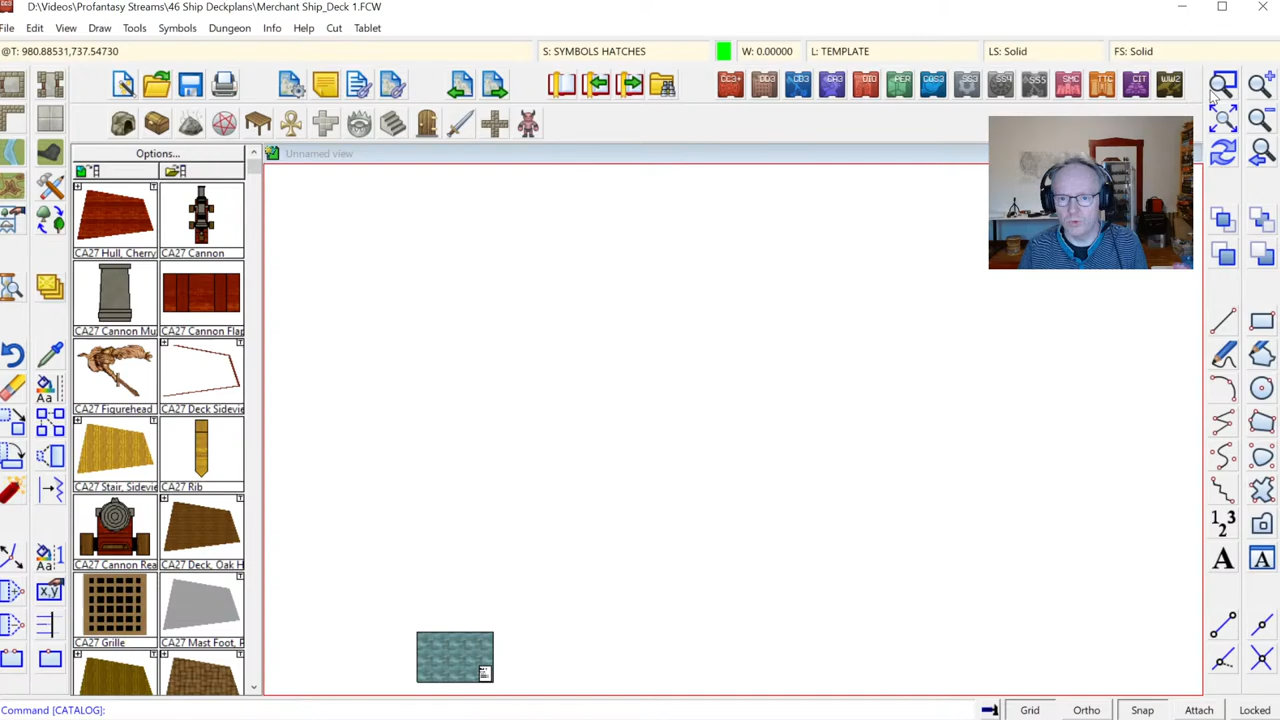 D:\Videos\Profantasy Streams\46 Ship Deckplans\Merchant Ship_Deck 1.FCW
File Edit View Draw Tools Symbols Dungeon Info Help Cut Tablet
@T: 980.88531,737.54730 S: SYMBOLS HATCHES W: 0.00000 L: TEMPLATE LS: Solid FS: Solid
Options... Unnamed view
CA27 Hull, Cherry CA27 Cannon
CA27 Cannon Mu CA27 Cannon Flap
CA27 Figurehead CA27 Deck Sidevie
CA27 Stair, Sidevie CA27 Rib
CA27 Cannon Rea CA27 Deck, Oak H
CA27 Grille CA27 Mast Foot, F
Command [CATALOG]: Grid Ortho Snap Attach Locked